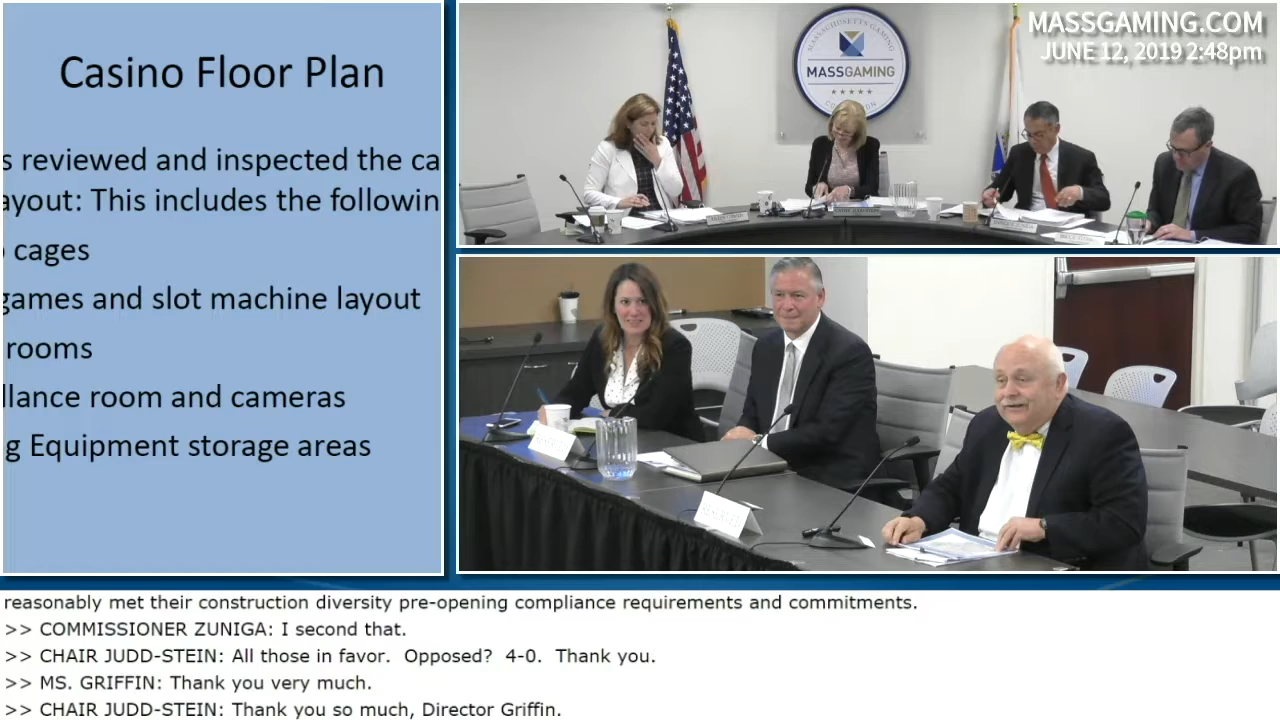 Casino Floor Plan
s reviewed and inspected the ca
ayout: This includes the followin
cages
games and slot machine layout
rooms
llance room and cameras
g Equipment storage areas
MASSGAMING.COM
JUNE 12, 2019 2:48pm
MASSACHUSETTS GAMING
MASSGAMING
RESERVED
reasonably met their construction diversity pre-opening compliance requirements and commitments.
>> COMMISSIONER ZUNIGA: I second that.
>> CHAIR JUDD-STEIN: All those in favor. Opposed? 4-0. Thank you.
>> MS. GRIFFIN: Thank you very much.
>> CHAIR JUDD-STEIN: Thank you so much, Director Griffin.